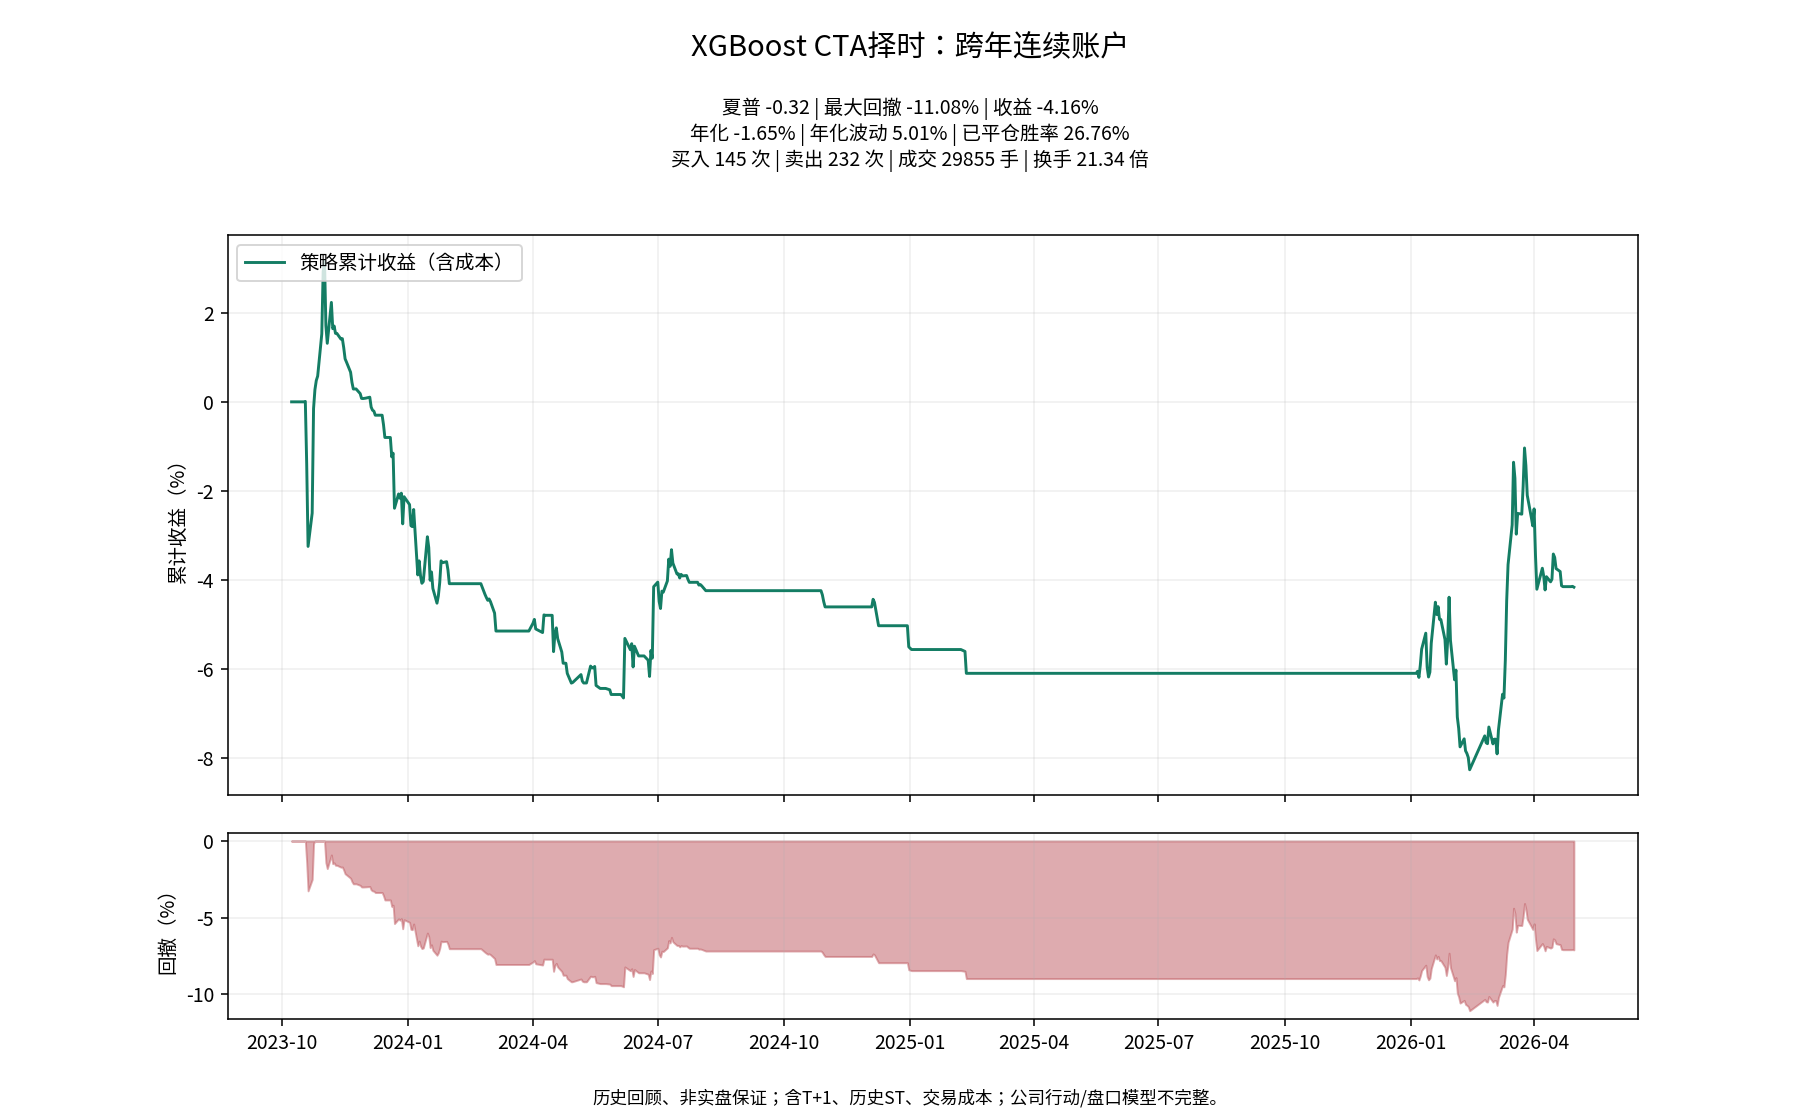 XGBoost CTA择时：跨年连续账户
夏普 -0.32 | 最大回撤 -11.08% | 收益 -4.16%
年化 -1.65% | 年化波动 5.01% | 已平仓胜率 26.76%
买入 145 次 | 卖出 232 次 | 成交 29855 手 | 换手 21.34 倍
策略累计收益（含成本）
累计收益（%）
2
0
-2
-4
-6
-8
回撤（%）
0
-5
-10
2023-10
2024-01
2024-04
2024-07
2024-10
2025-01
2025-04
2025-07
2025-10
2026-01
2026-04
历史回顾、非实盘保证；含T+1、历史ST、交易成本；公司行动/盘口模型不完整。